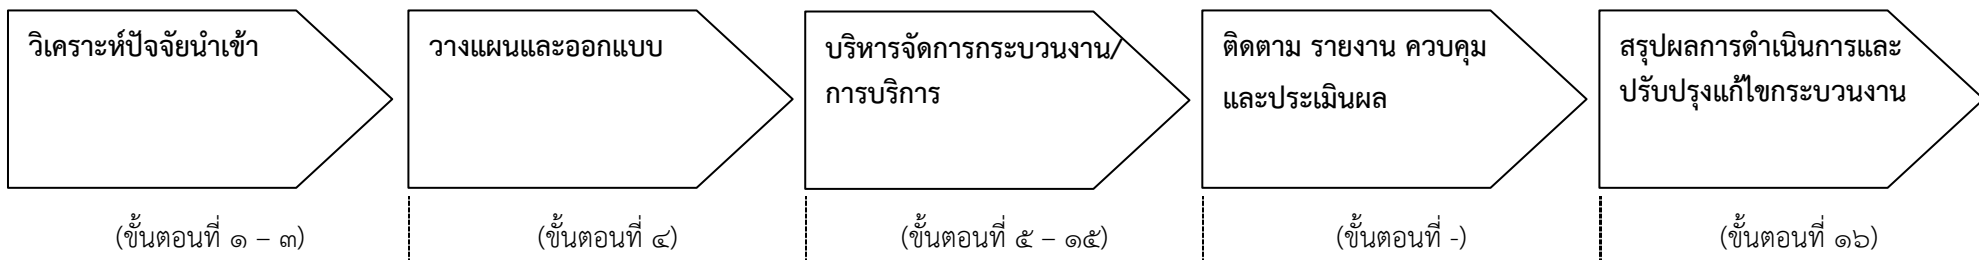 วิเคราะห์ปัจจัยนำเข้า
(ขั้นตอนที่ ๑ – ๓)
วางแผนและออกแบบ
(ขั้นตอนที่ ๔)
บริหารจัดการกระบวนงาน/
การบริการ
(ขั้นตอนที่ ๕ – ๑๕)
ติดตาม รายงาน ควบคุม
และประเมินผล
(ขั้นตอนที่ -)
สรุปผลการดำเนินการและ
ปรับปรุงแก้ไขกระบวนงาน
(ขั้นตอนที่ ๑๖)